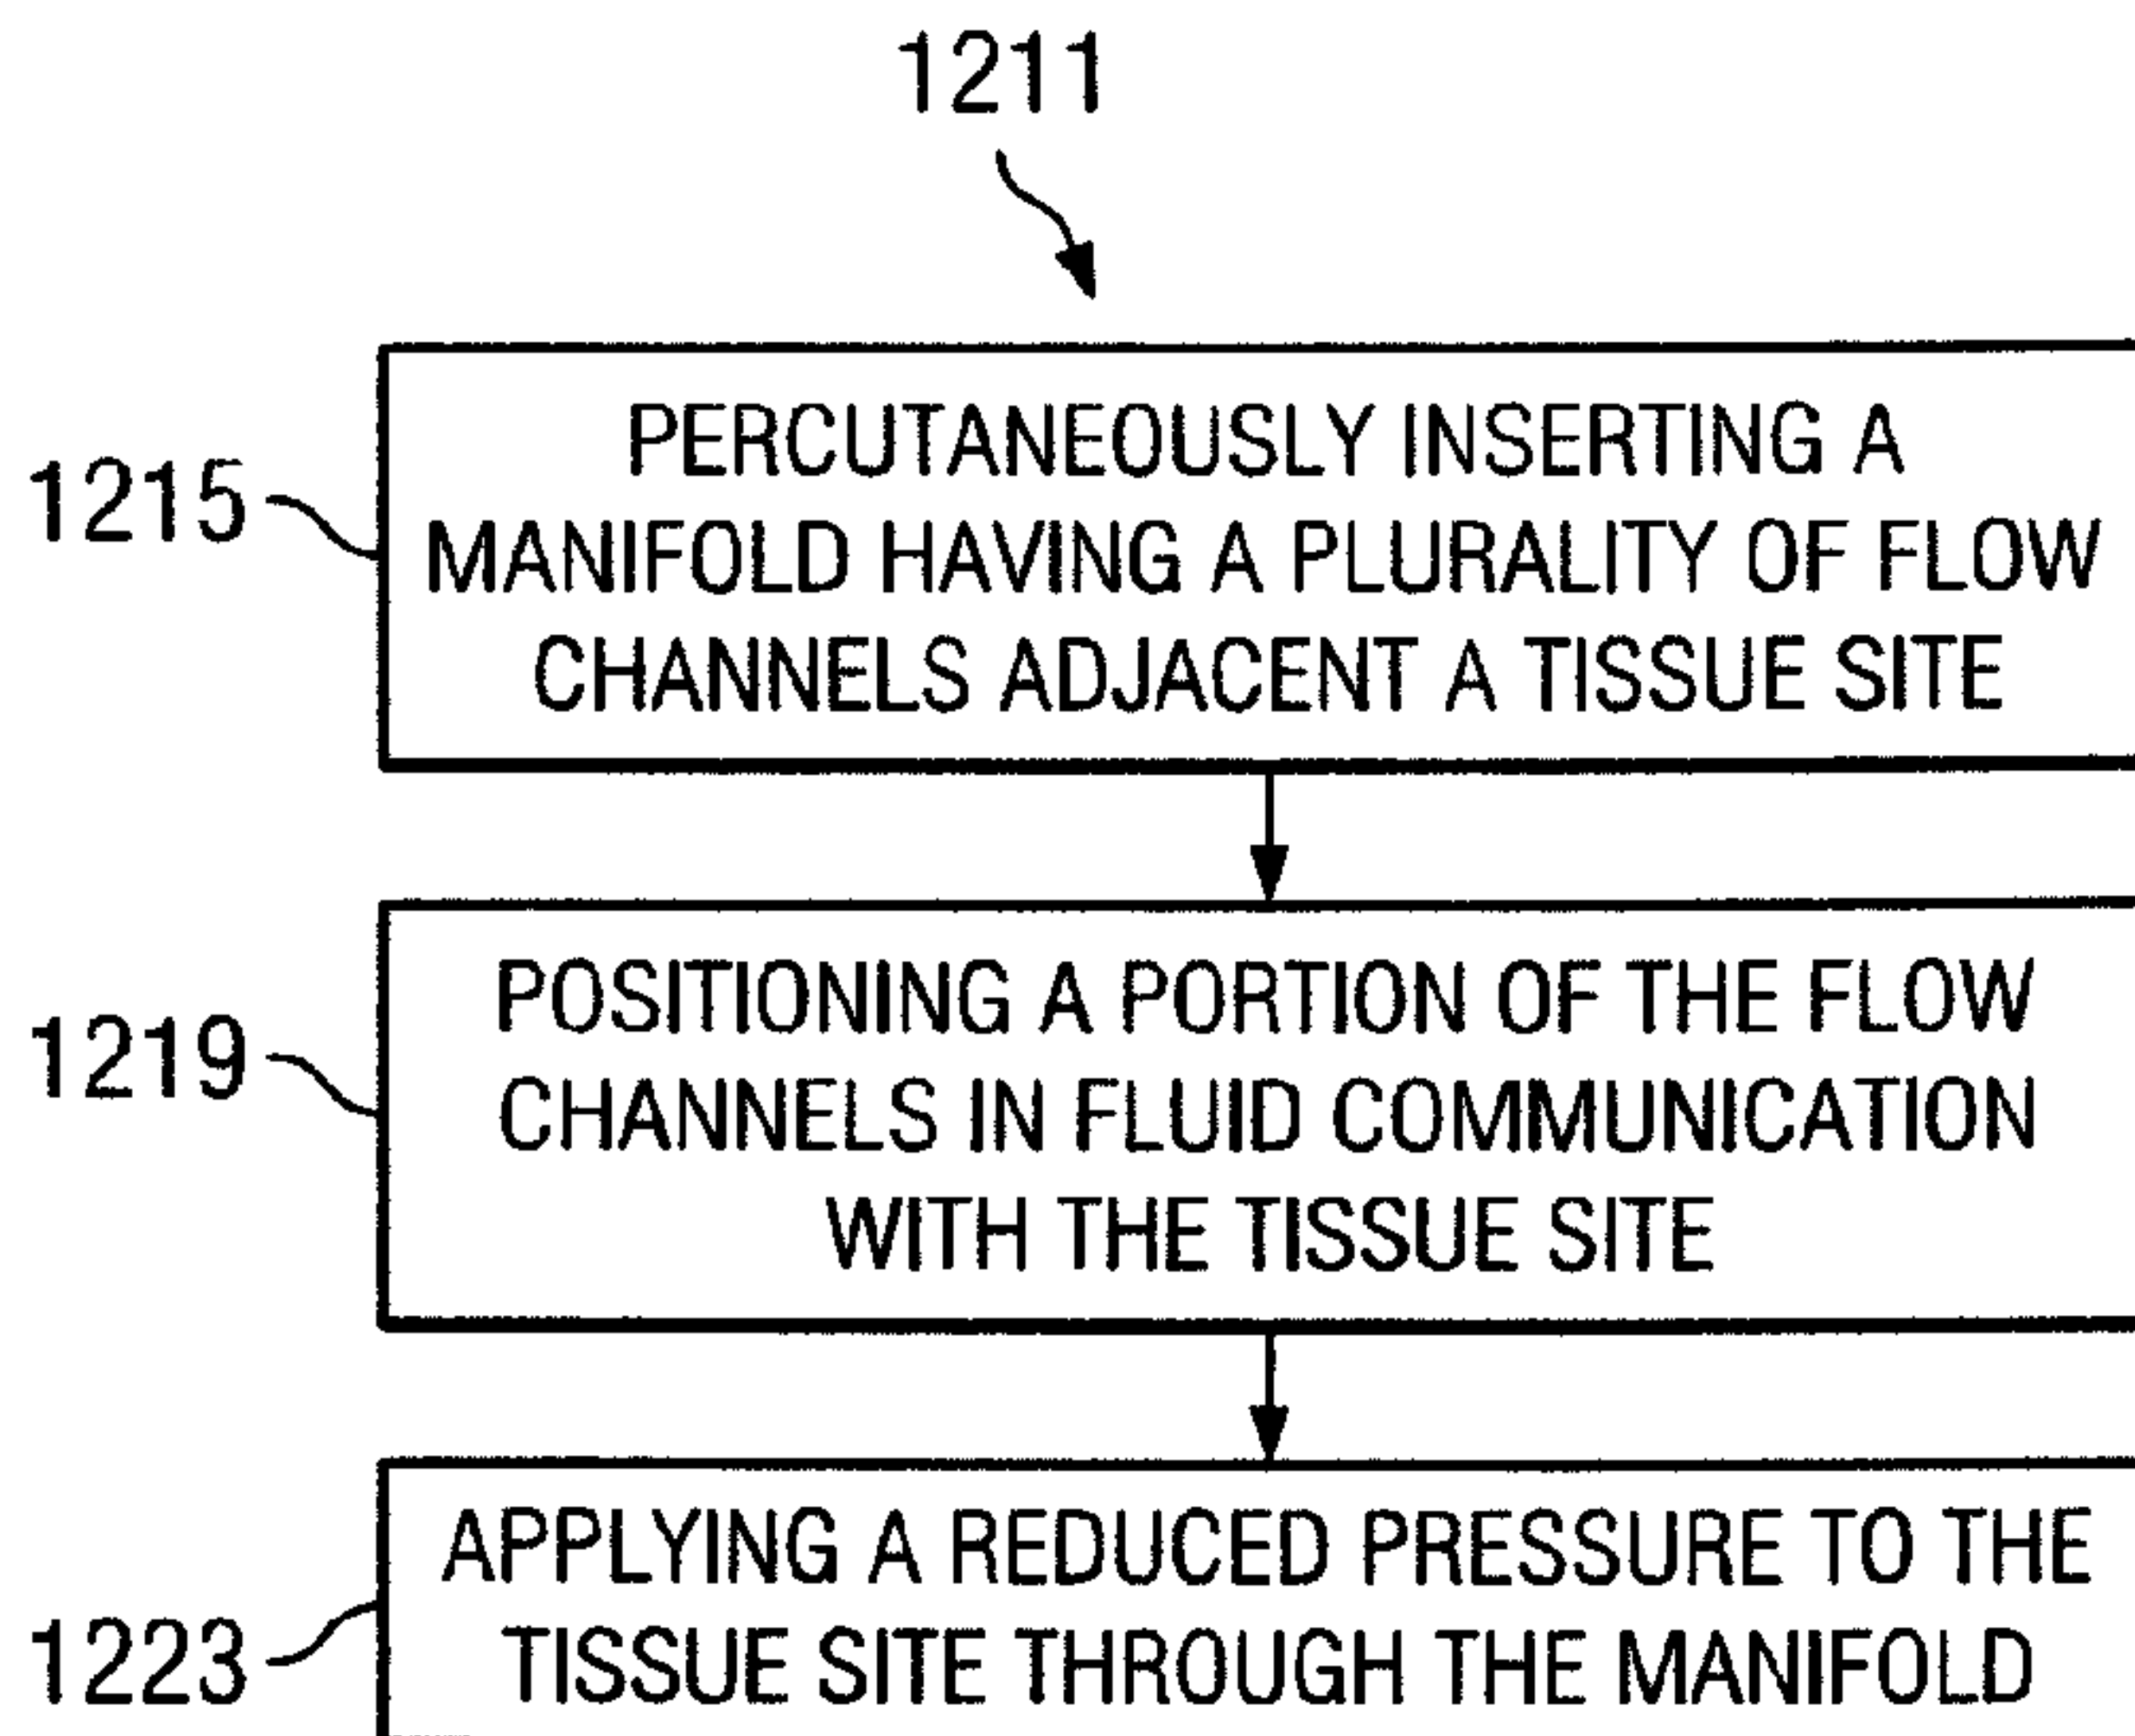 1211
1215
PERCUTANEOUSLY INSERTING A
MANIFOLD HAVING A PLURALITY OF FLOW
CHANNELS ADJACENT A TISSUE SITE
1219
POSITIONING A PORTION OF THE FLOW
CHANNELS IN FLUID COMMUNICATION
WITH THE TISSUE SITE
1223
APPLYING A REDUCED PRESSURE TO THE
TISSUE SITE THROUGH THE MANIFOLD